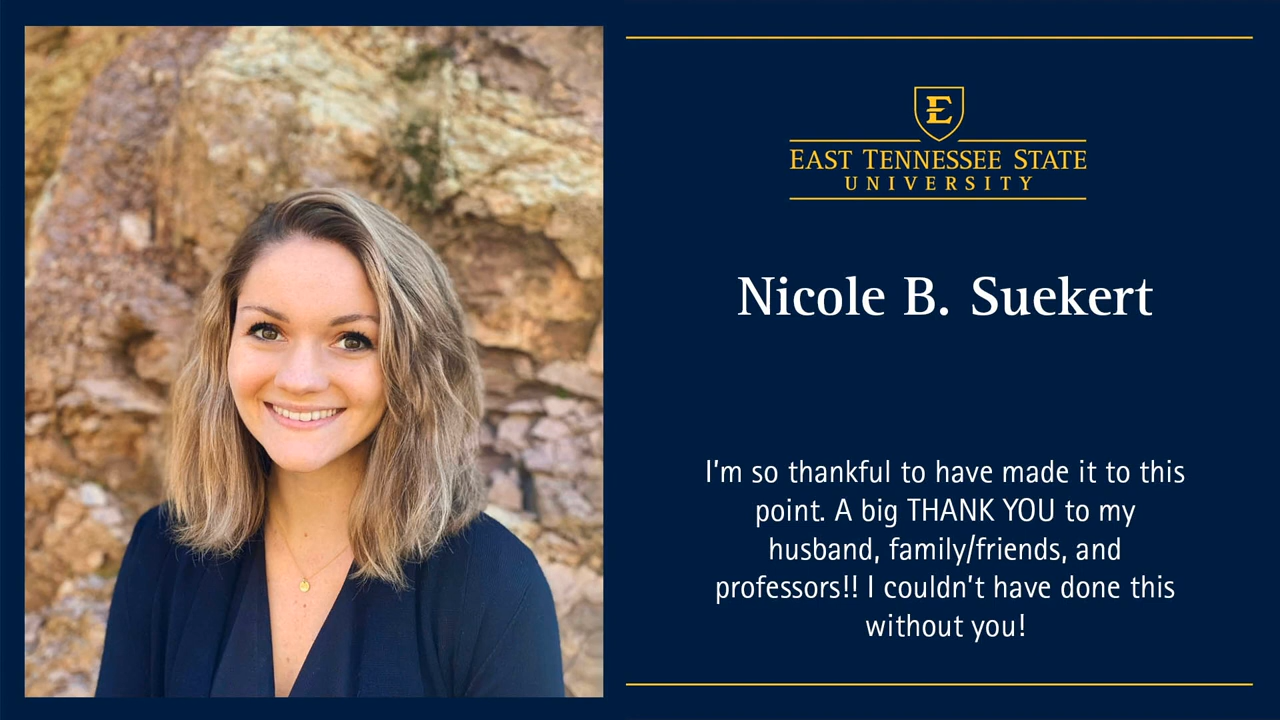 E
EAST TENNESSEE STATE
UNIVERSITY
Nicole B. Suekert
I'm so thankful to have made it to this
point. A big THANK YOU to my
husband, family/friends, and
professors!! I couldn't have done this
without you!